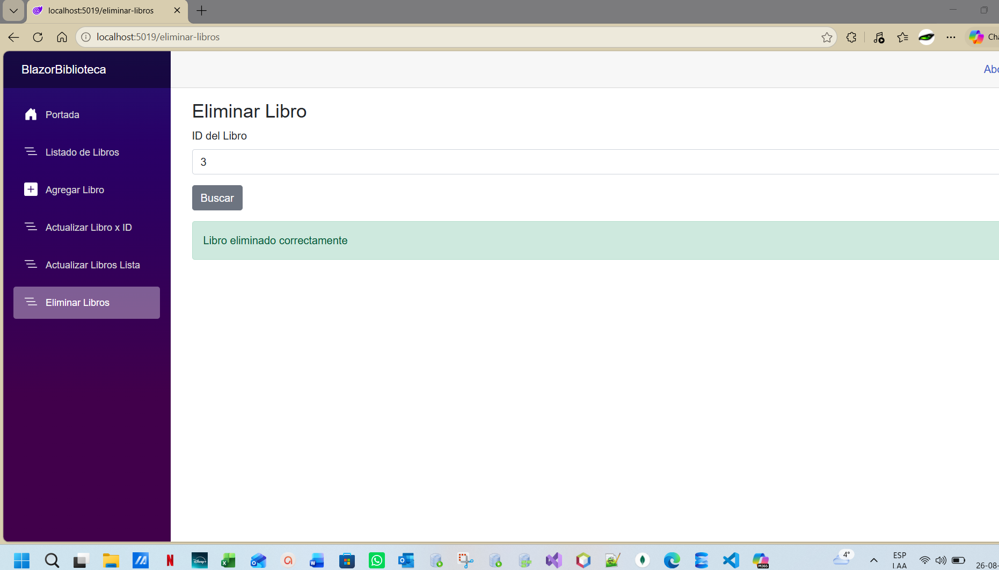 localhost:5019/eliminar-libros
localhost:5019/eliminar-libros
BlazorBiblioteca
Portada
Listado de Libros
Agregar Libro
Actualizar Libro x ID
Actualizar Libros Lista
Eliminar Libros
Eliminar Libro
ID del Libro
3
Buscar
Libro eliminado correctamente
4°
ESP
LAA
26-08-